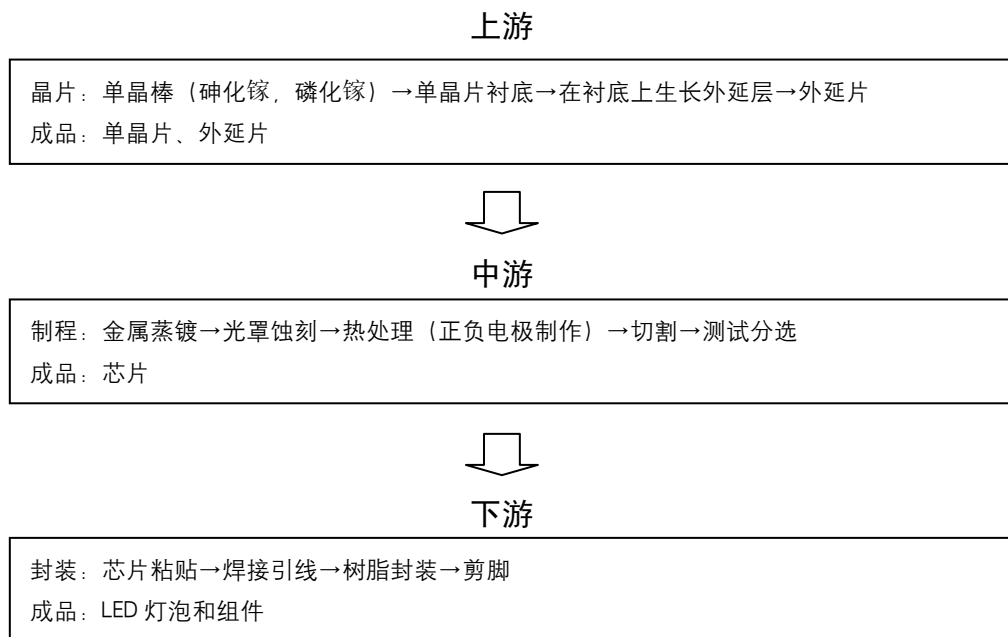 上游
晶片：单晶棒（砷化镓，磷化镓）→单晶片衬底→在衬底上生长外延层→外延片
成品：单晶片、外延片
中游
制程：金属蒸镀→光罩蚀刻→热处理（正负电极制作）→切割→测试分选
成品：芯片
下游
封装：芯片粘贴→焊接引线→树脂封装→剪脚
成品：LED 灯泡和组件